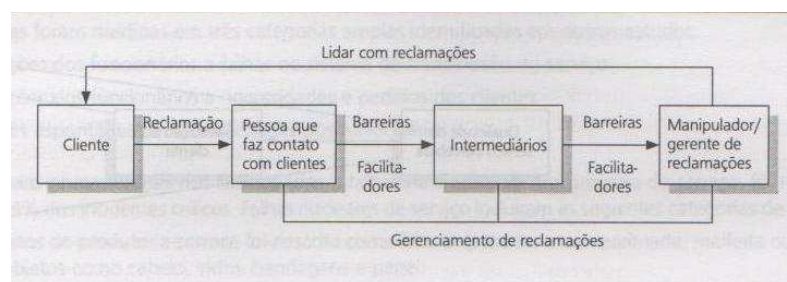 Lidar com reclamações
Cliente
Reclamação
Pessoa que
faz contato
com clientes
Barreiras
Facilita-
dores
Intermediários
Barreiras
Facilita-
dores
Manipulador/
gerente de
reclamações
Gerenciamento de reclamações